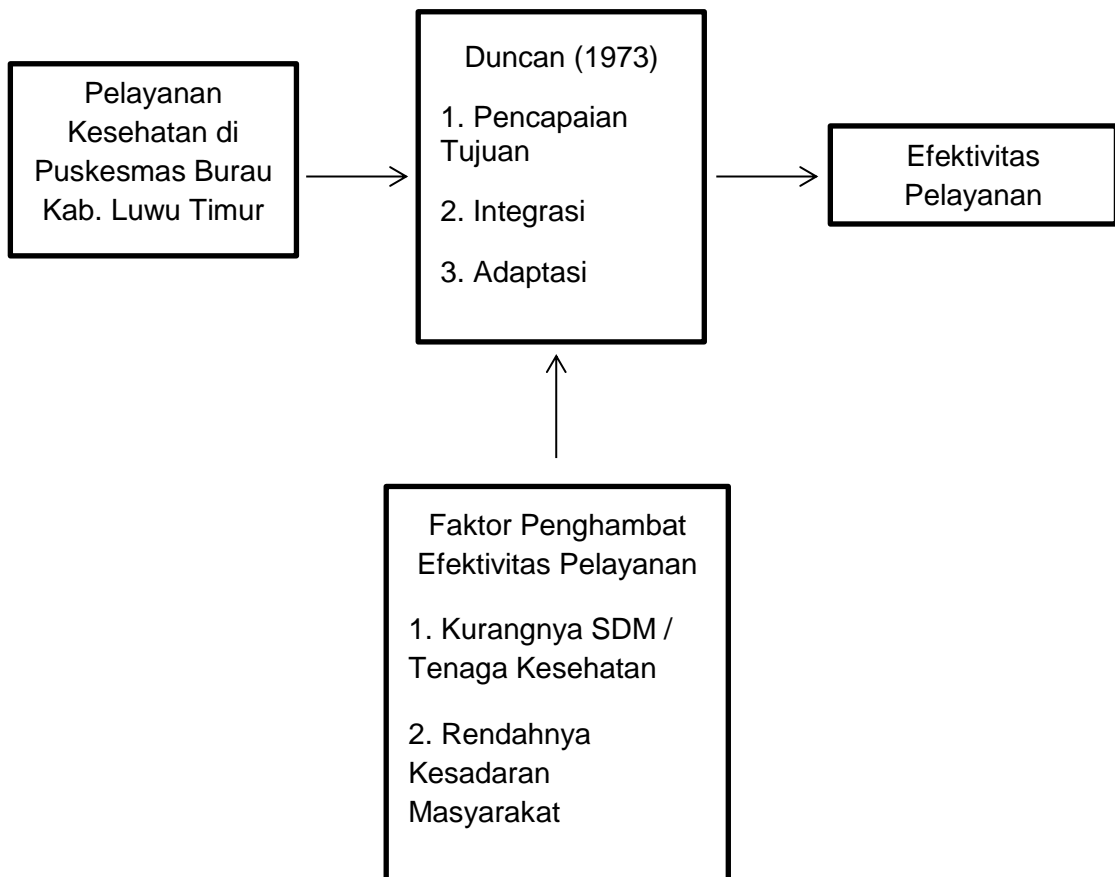 Pelayanan
Kesehatan di
Puskesmas Burau
Kab. Luwu Timur
Duncan (1973)
1. Pencapaian
Tujuan
2. Integrasi
3. Adaptasi
Efektivitas
Pelayanan
Faktor Penghambat
Efektivitas Pelayanan
1. Kurangnya SDM /
Tenaga Kesehatan
2. Rendahnya
Kesadaran
Masyarakat